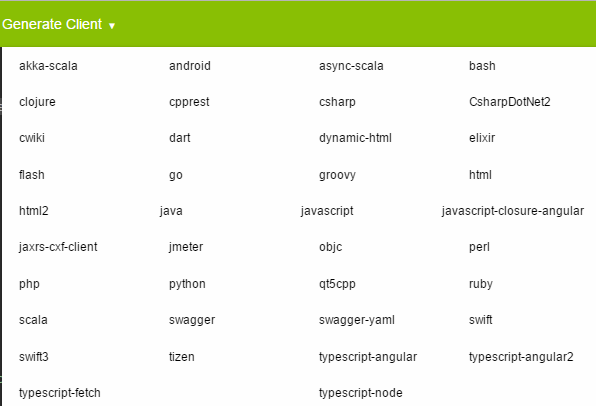 Generate Client ▼
akka-scala android async-scala bash
clojure cpprest csharp CsharpDotNet2
cwiki dart dynamic-html elixir
flash go groovy html
html2 java javascript javascript-closure-angular
jaxrs-cxf-client jmeter objc perl
php python qt5cpp ruby
scala swagger swagger-yaml swift
swift3 tizen typescript-angular typescript-angular2
typescript-fetch typescript-node